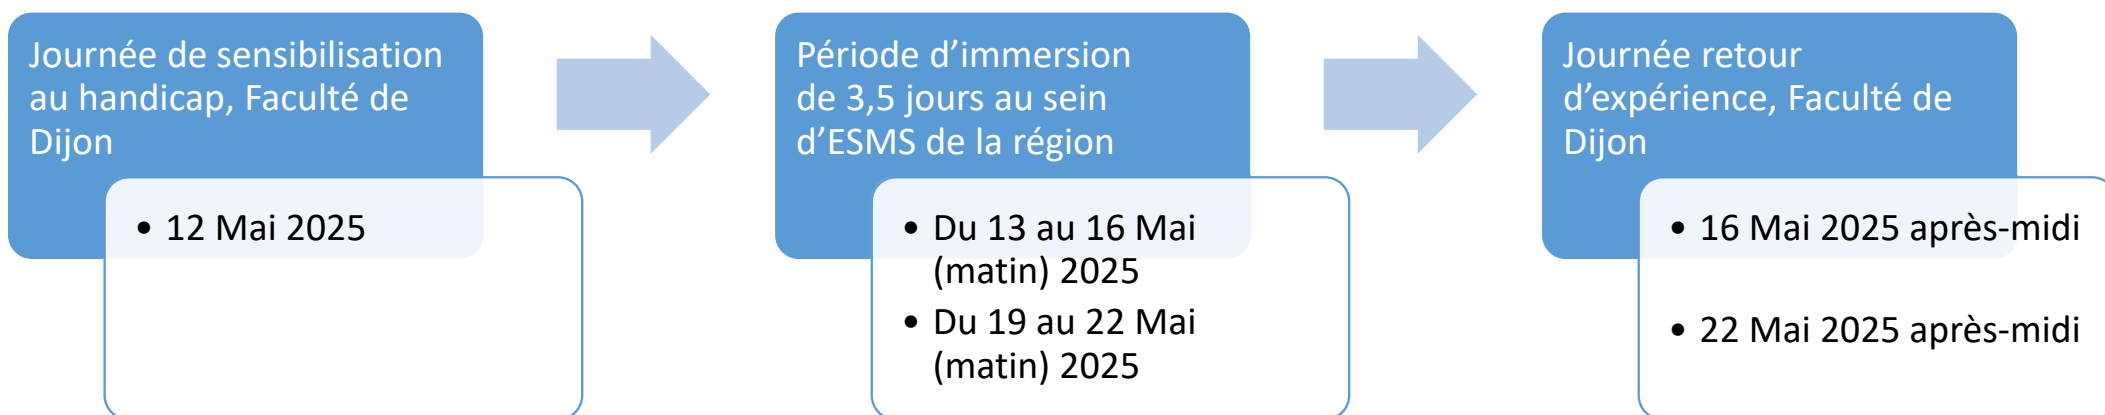 Journée de sensibilisation
au handicap, Faculté de
Dijon
• 12 Mai 2025
Période d’immersion
de 3,5 jours au sein
d’ESMS de la région
• Du 13 au 16 Mai
(matin) 2025
• Du 19 au 22 Mai
(matin) 2025
Journée retour
d’expérience, Faculté de
Dijon
• 16 Mai 2025 après-midi
• 22 Mai 2025 après-midi